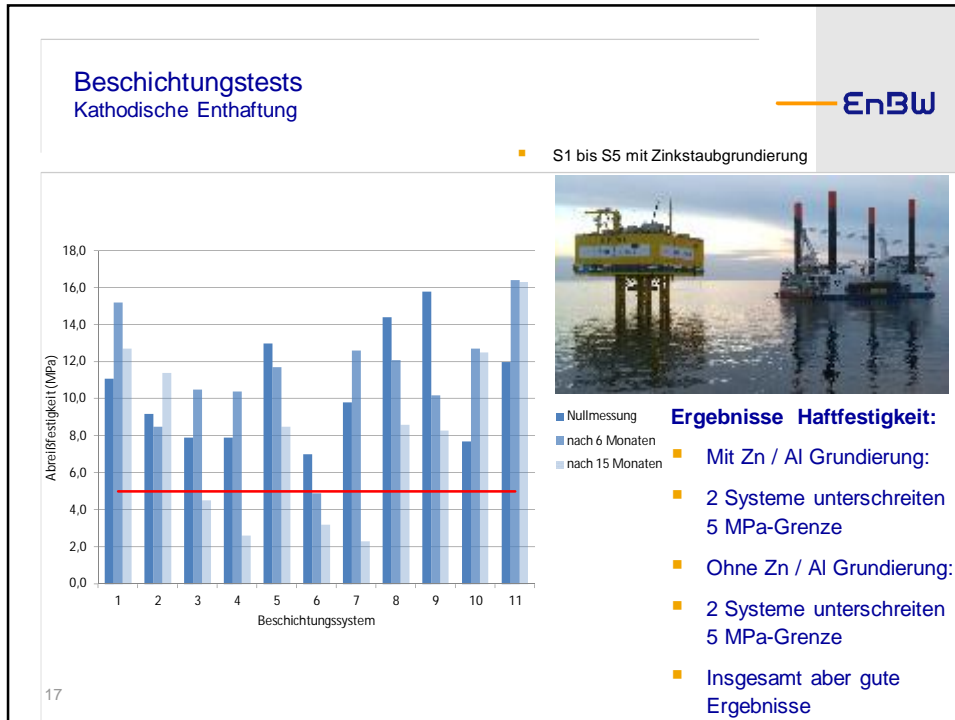 Beschichtungstests
Kathodische Enthaftung
EnBW
S1 bis S5 mit Zinkstaubgrundierung
18,0
16,0
14,0
12,0
10,0
8,0
6,0
4,0
2,0
0,0
Abreißfestigkeit (MPa)
1 2 3 4 5 6 7 8 9 10 11
Beschichtungssystem
Nullmessung
nach 6 Monaten
nach 15 Monaten
Ergebnisse Haftfestigkeit:
Mit Zn / Al Grundierung:
2 Systeme unterschreiten
5 MPa-Grenze
Ohne Zn / Al Grundierung:
2 Systeme unterschreiten
5 MPa-Grenze
Insgesamt aber gute
Ergebnisse
17